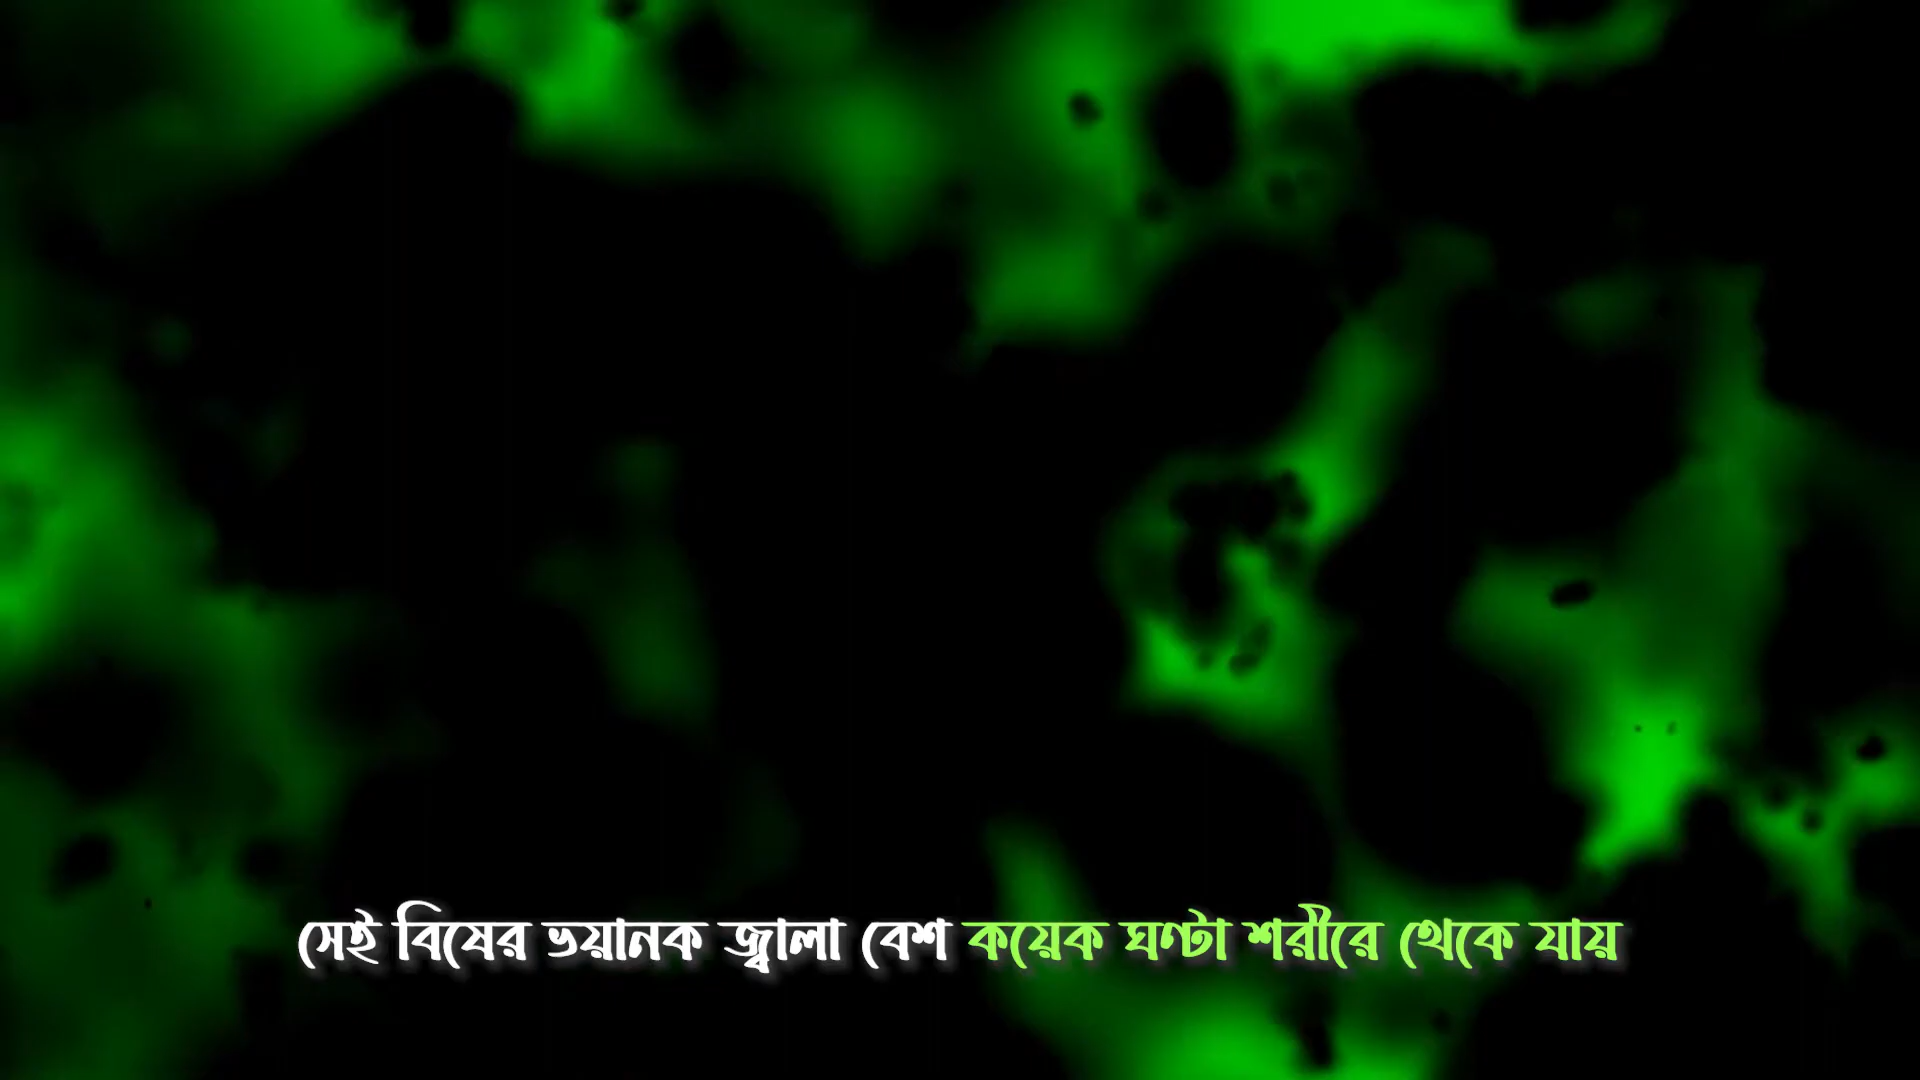 সেই বিষের ভয়ানক জ্বালা বেশ কয়েক ঘণ্টা শরীরে থেকে যায়